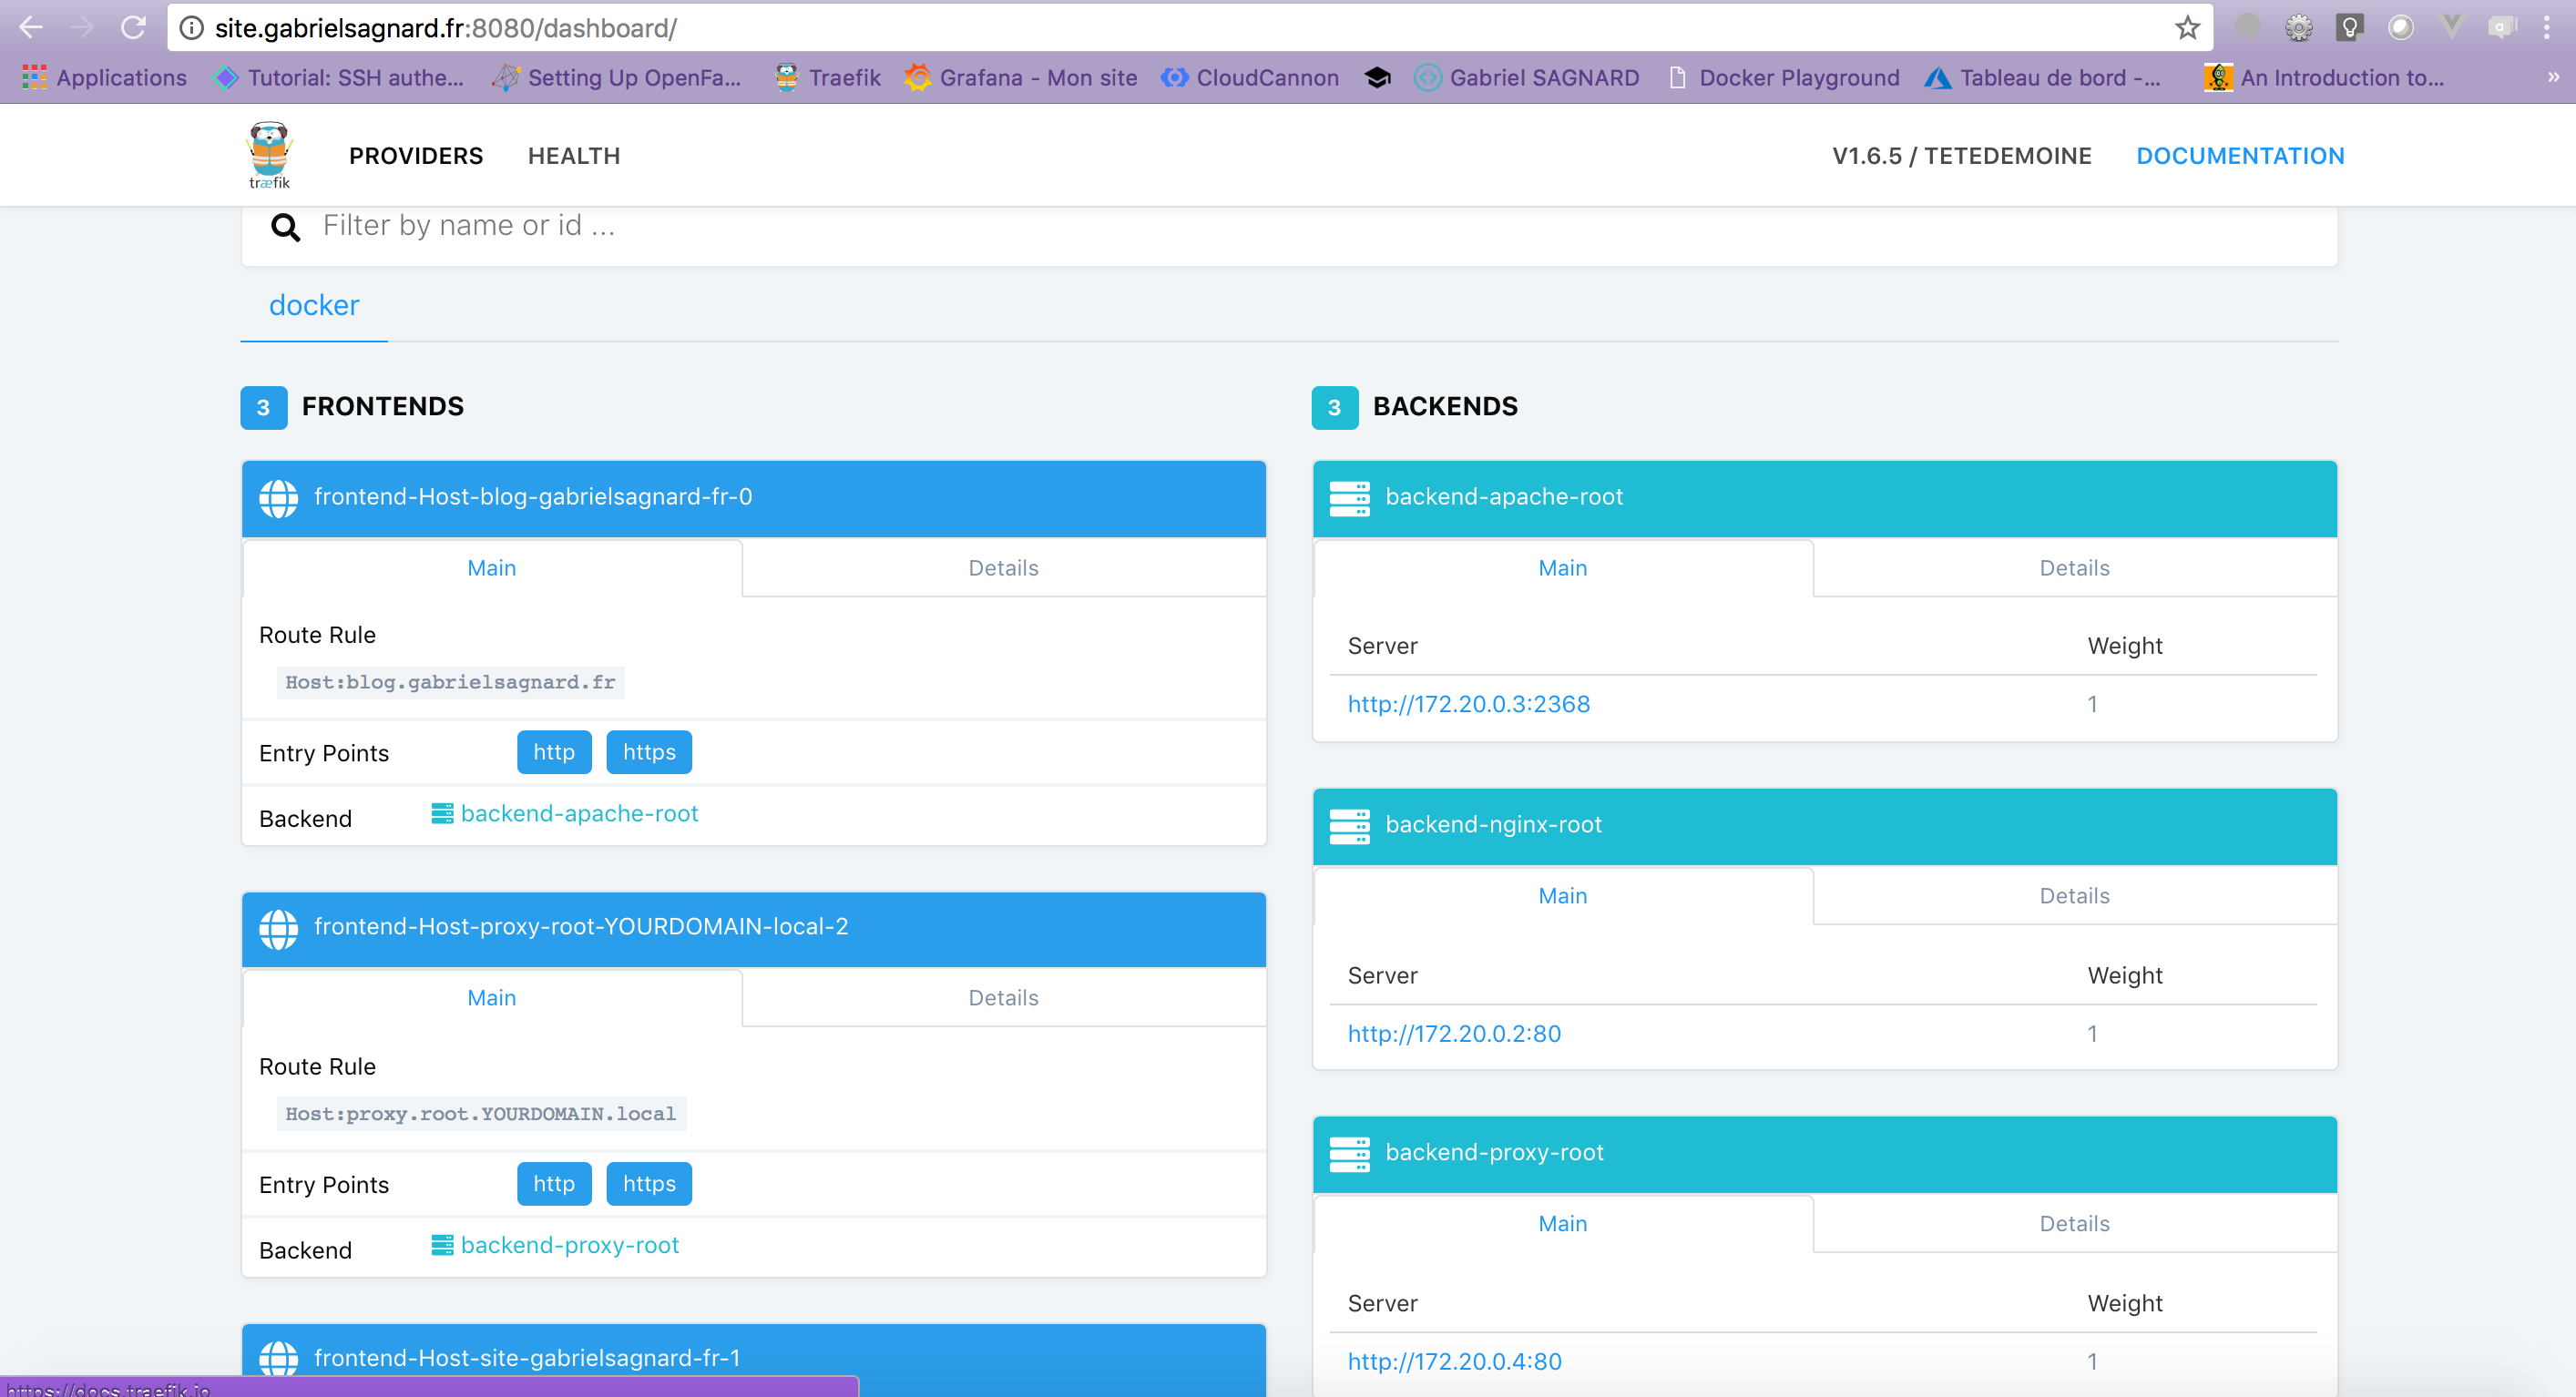 site.gabrielsagnard.fr:8080/dashboard/
Applications Tutorial: SSH authe... Setting Up OpenFa... Traefik Grafana - Mon site CloudCannon Gabriel SAGNARD Docker Playground Tableau de bord -... An Introduction to... »
træfik PROVIDERS HEALTH V1.6.5 / TETEDEMOINE DOCUMENTATION
Filter by name or id ...
docker
3 FRONTENDS
frontend-Host-blog-gabrielsagnard-fr-0
Main Details
Route Rule
Host:blog.gabrielsagnard.fr
Entry Points http https
Backend backend-apache-root
frontend-Host-proxy-root-YOURDOMAIN-local-2
Main Details
Route Rule
Host:proxy.root.YOURDOMAIN.local
Entry Points http https
Backend backend-proxy-root
frontend-Host-site-gabrielsagnard-fr-1
3 BACKENDS
backend-apache-root
Main Details
Server Weight
http://172.20.0.3:2368 1
backend-nginx-root
Main Details
Server Weight
http://172.20.0.2:80 1
backend-proxy-root
Main Details
Server Weight
http://172.20.0.4:80 1
https://docs.traefik.io